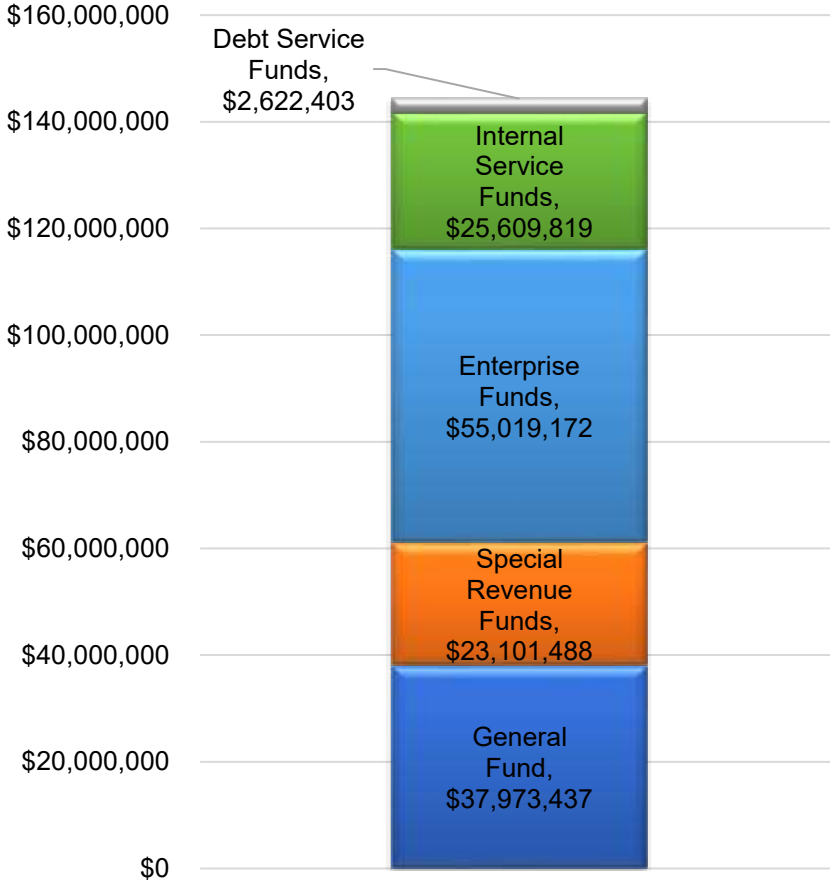 $160,000,000
Debt Service
Funds,
$2,622,403
$140,000,000
Internal
Service
Funds,
$25,609,819
$120,000,000
$100,000,000
Enterprise
Funds,
$55,019,172
$80,000,000
$60,000,000
Special
Revenue
Funds,
$23,101,488
$40,000,000
General
Fund,
$37,973,437
$20,000,000
$0